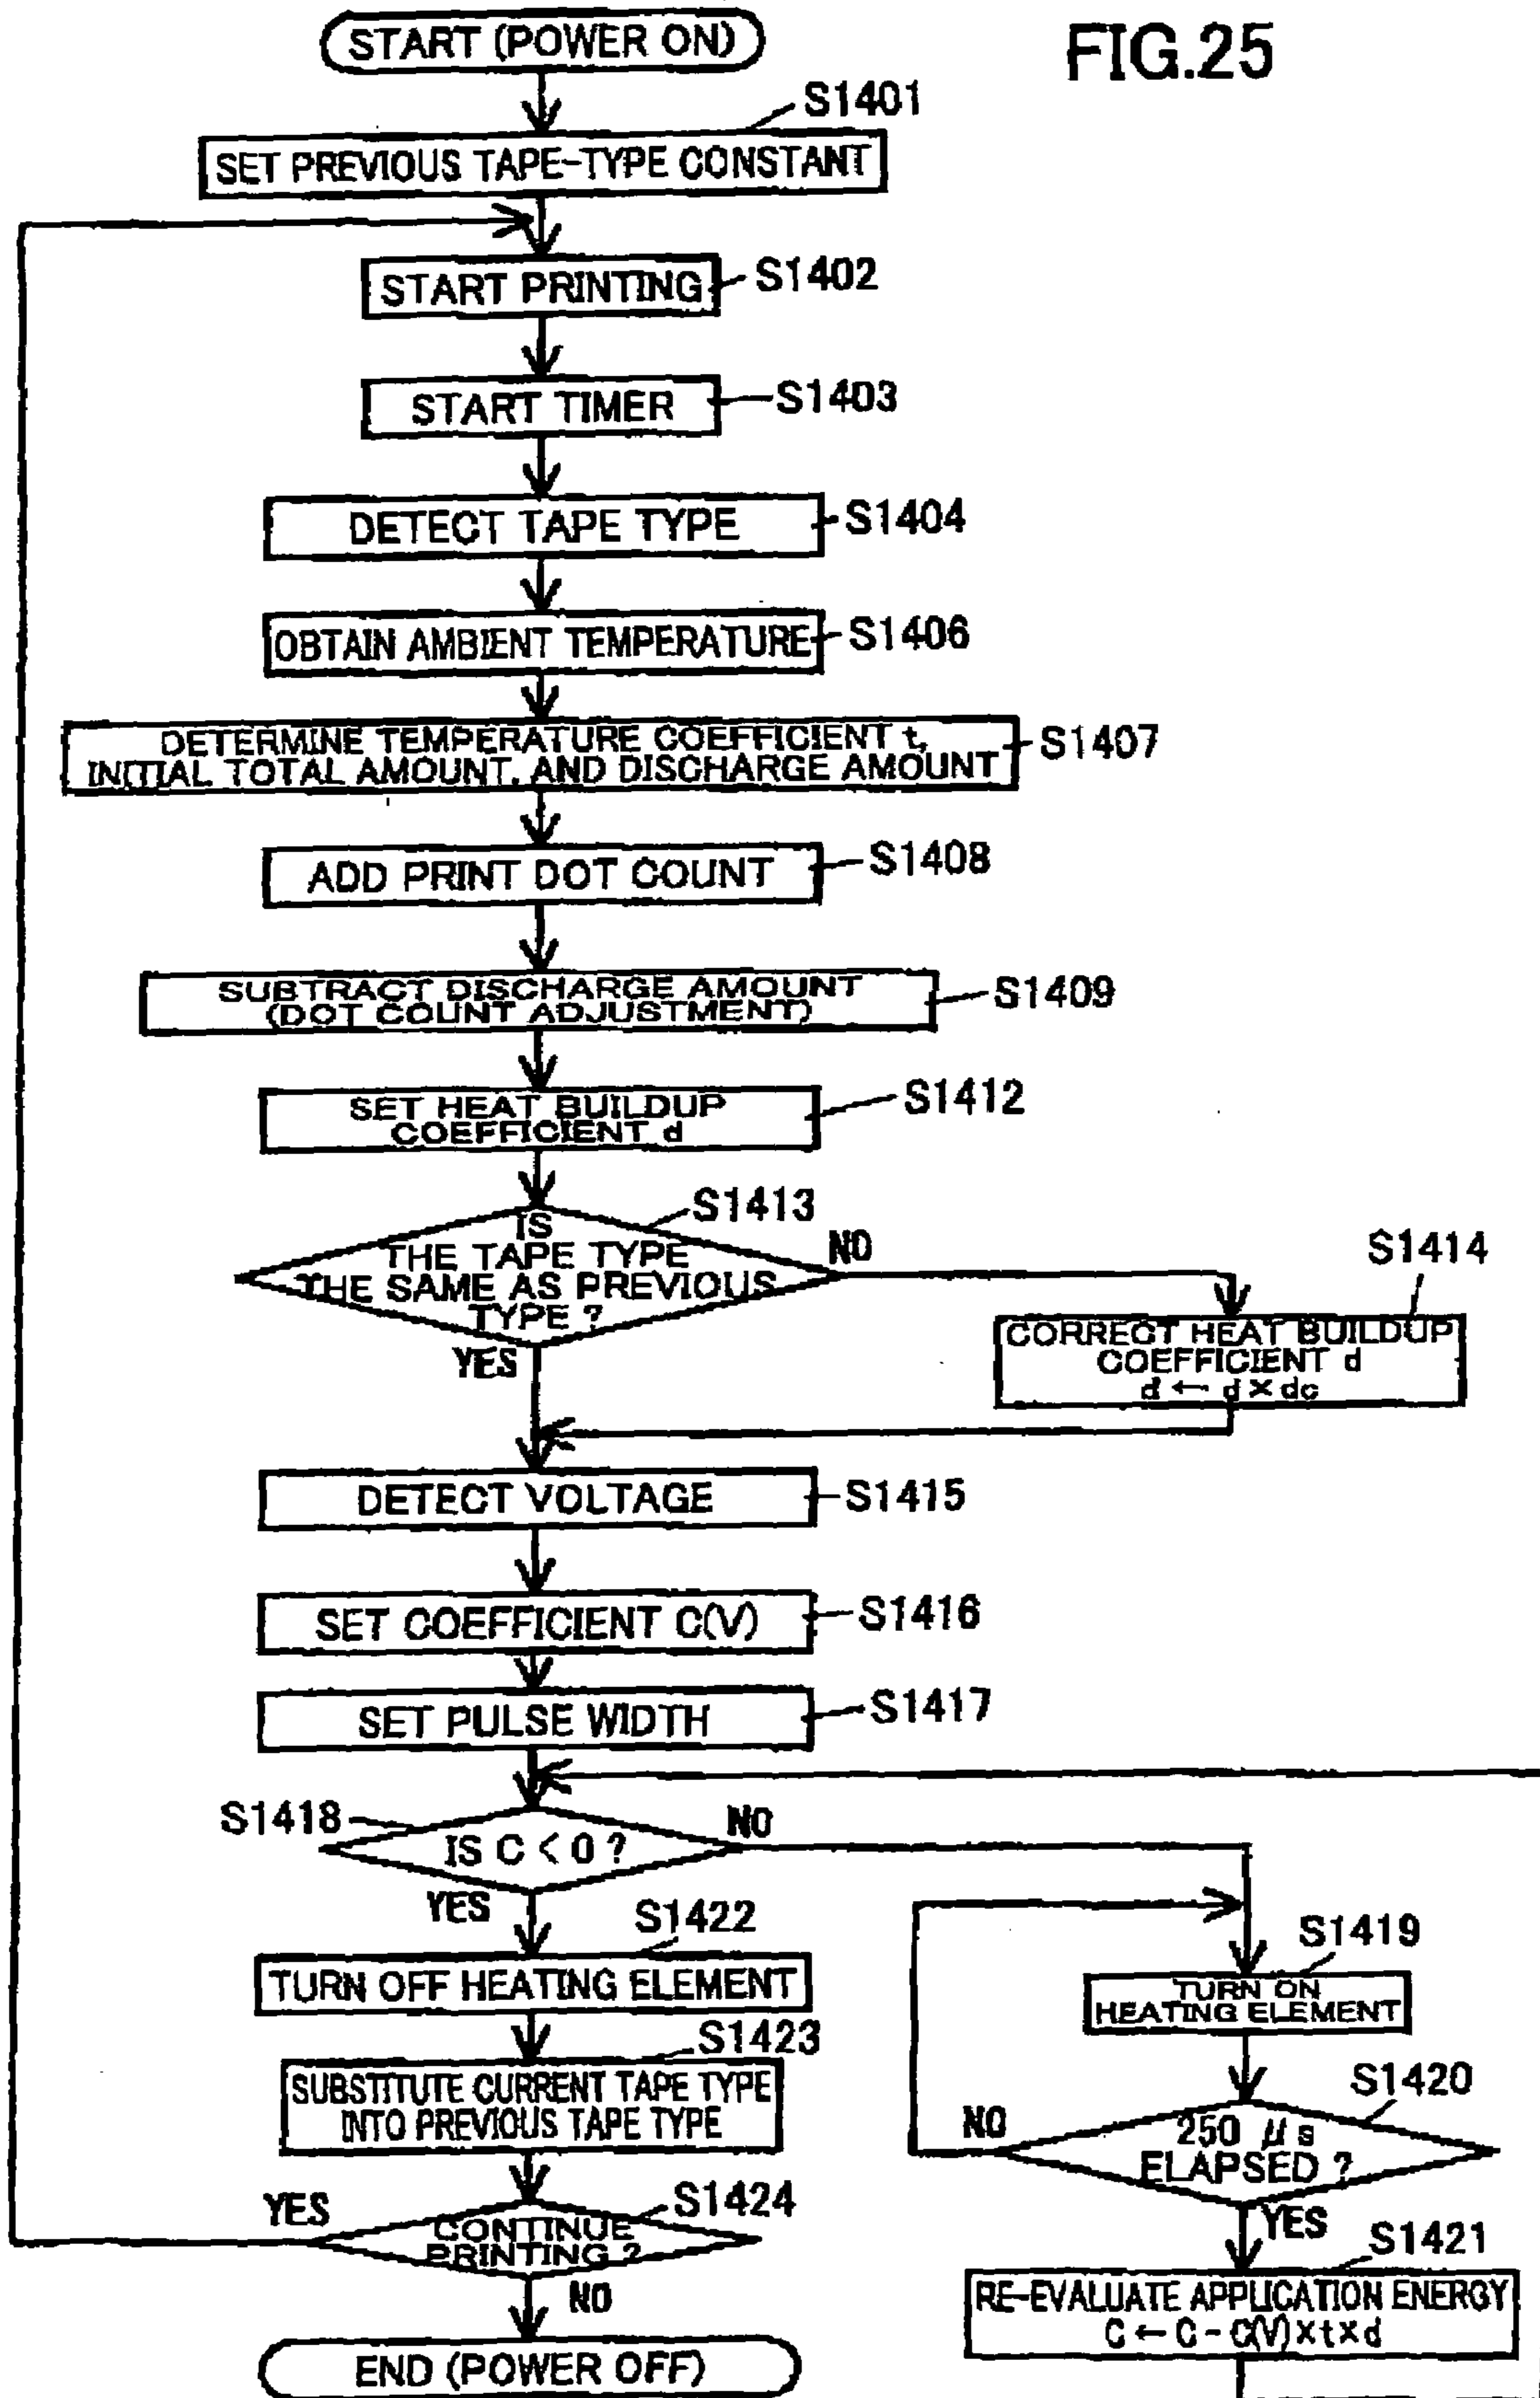 FIG.25
START (POWER ON)
S1401
SET PREVIOUS TAPE-TYPE CONSTANT
START PRINTING
S1402
START TIMER
S1403
DETECT TAPE TYPE
S1404
OBTAIN AMBIENT TEMPERATURE
S1406
DETERMINE TEMPERATURE COEFFICIENT t,
INITIAL TOTAL AMOUNT, AND DISCHARGE AMOUNT
S1407
ADD PRINT DOT COUNT
S1408
SUBTRACT DISCHARGE AMOUNT
(DOT COUNT ADJUSTMENT)
S1409
SET HEAT BUILDUP
COEFFICIENT d
S1412
S1413
IS
THE TAPE TYPE
THE SAME AS PREVIOUS
TYPE ?
NO
YES
S1414
CORRECT HEAT BUILDUP
COEFFICIENT d
d ← d × dc
DETECT VOLTAGE
S1415
SET COEFFICIENT C(V)
S1416
SET PULSE WIDTH
S1417
S1418
IS C < 0 ?
NO
YES
S1422
TURN OFF HEATING ELEMENT
S1419
TURN ON
HEATING ELEMENT
S1423
SUBSTITUTE CURRENT TAPE TYPE
INTO PREVIOUS TAPE TYPE
S1420
NO
250 μs
ELAPSED ?
YES
S1424
YES
CONTINUE
PRINTING ?
NO
S1421
RE-EVALUATE APPLICATION ENERGY
C ← C - C(V)×t×d
END (POWER OFF)